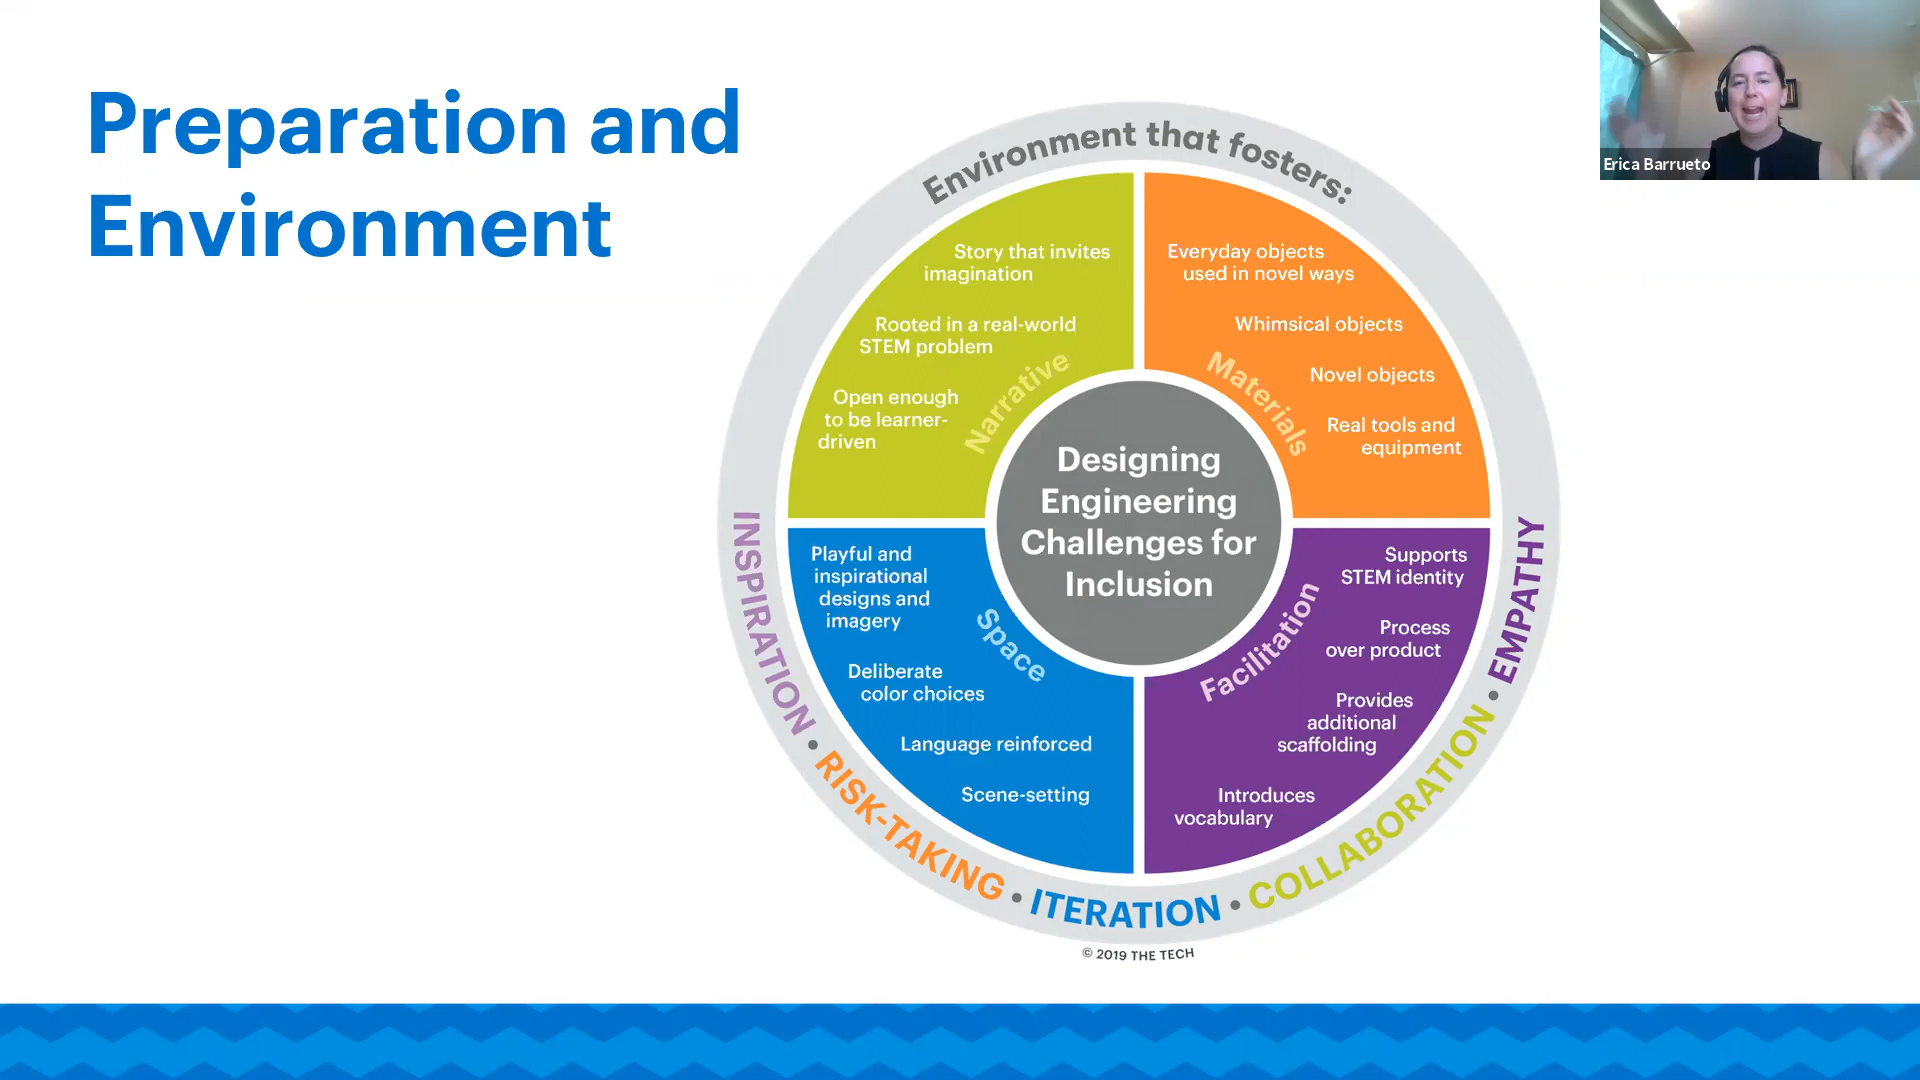 Preparation and
Environment
Erica Barrueto
Environment that fosters:
Story that invites
imagination
Rooted in a real-world
STEM problem
Open enough
to be learner-
driven
Narrative
Everyday objects
used in novel ways
Whimsical objects
Novel objects
Real tools and
equipment
Materials
Designing
Engineering
Challenges for
Inclusion
Playful and
inspirational
designs and
imagery
Deliberate
color choices
Language reinforced
Scene-setting
Space
Supports
STEM identity
Process
over product
Provides
additional
scaffolding
Introduces
vocabulary
Facilitation
INSPIRATION • RISK-TAKING • ITERATION • COLLABORATION • EMPATHY
© 2019 THE TECH